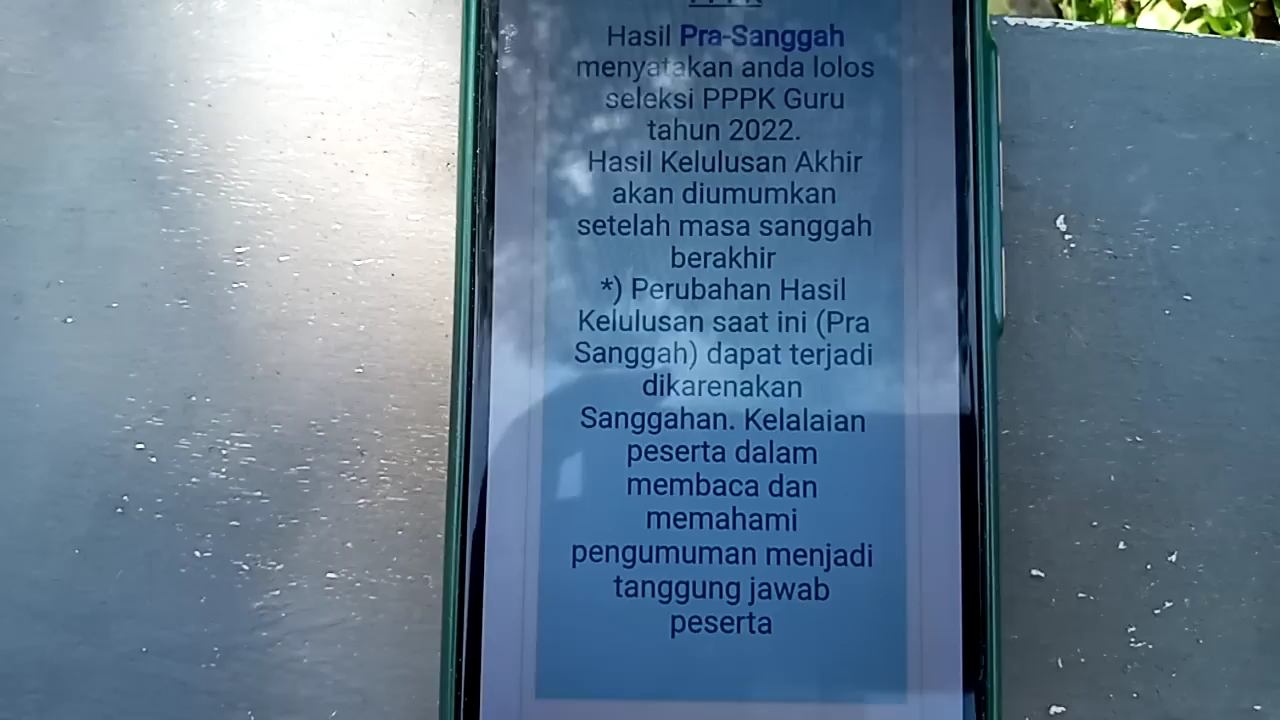 PPPK
Hasil Pra-Sanggah
menyatakan anda lolos
seleksi PPPK Guru
tahun 2022.
Hasil Kelulusan Akhir
akan diumumkan
setelah masa sanggah
berakhir
*) Perubahan Hasil
Kelulusan saat ini (Pra
Sanggah) dapat terjadi
dikarenakan
Sanggahan. Kelalaian
peserta dalam
membaca dan
memahami
pengumuman menjadi
tanggung jawab
peserta